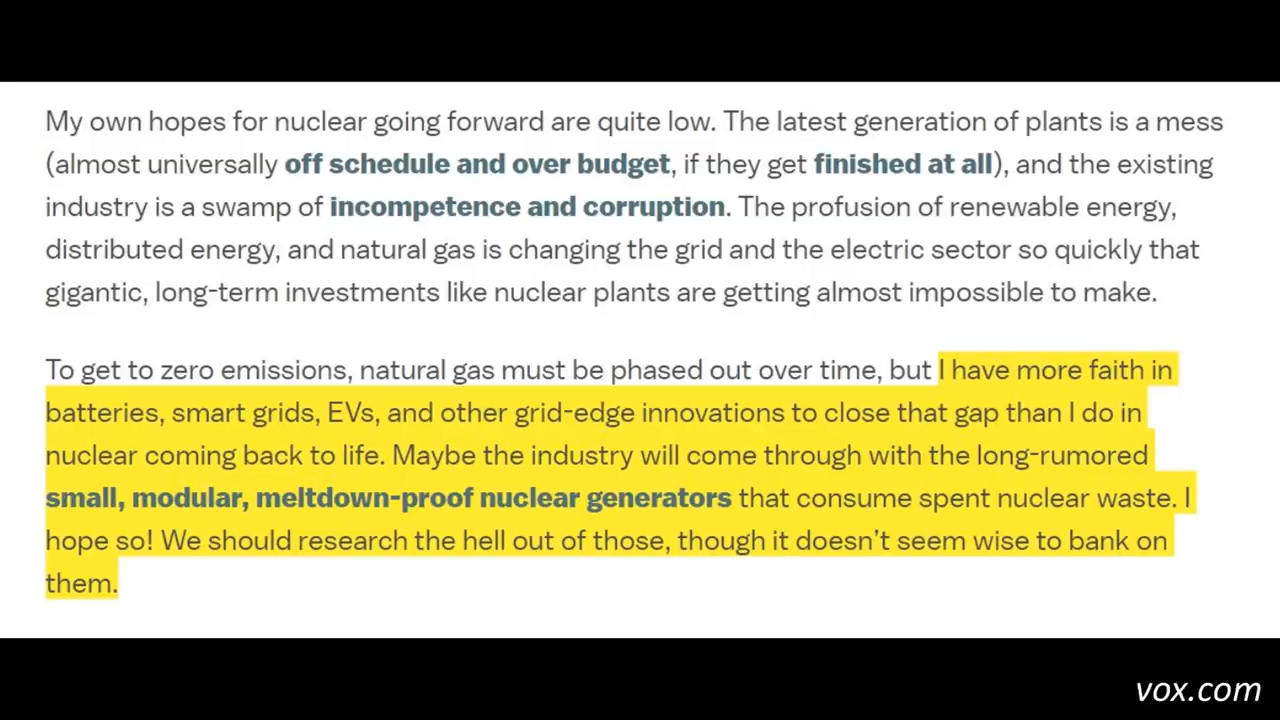 My own hopes for nuclear going forward are quite low. The latest generation of plants is a mess
(almost universally off schedule and over budget, if they get finished at all), and the existing
industry is a swamp of incompetence and corruption. The profusion of renewable energy,
distributed energy, and natural gas is changing the grid and the electric sector so quickly that
gigantic, long-term investments like nuclear plants are getting almost impossible to make.
To get to zero emissions, natural gas must be phased out over time, but I have more faith in
batteries, smart grids, EVs, and other grid-edge innovations to close that gap than I do in
nuclear coming back to life. Maybe the industry will come through with the long-rumored
small, modular, meltdown-proof nuclear generators that consume spent nuclear waste. I
hope so! We should research the hell out of those, though it doesn’t seem wise to bank on
them.
vox.com